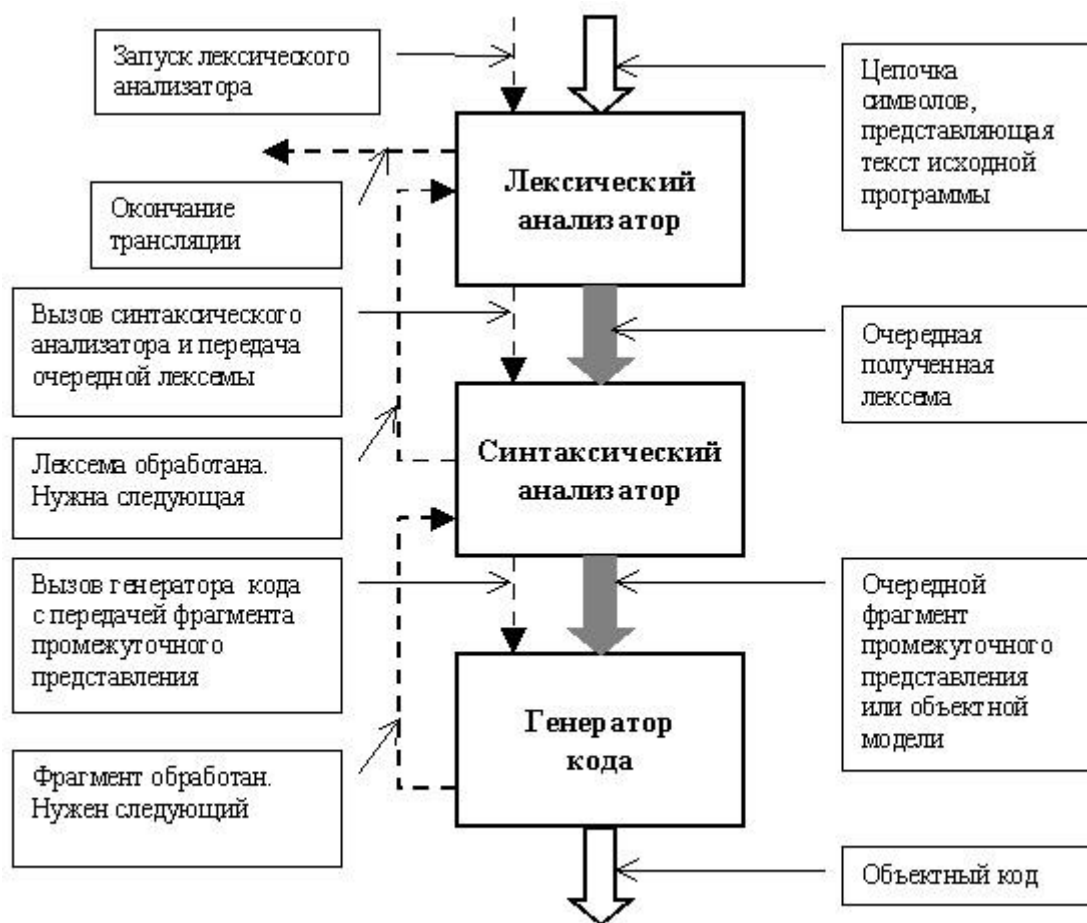 Запуск лексического
анализатора
Цепочка
символов,
представляющая
текст исходной
программы
Лексический
анализатор
Окончание
трансляции
Вызов синтаксического
анализатора и передача
очередной лексемы
Очередная
полученная
лексема
Лексема обработана.
Нужна следующая
Синтаксический
анализатор
Вызов генератора кода
с передачей фрагмента
промежуточного
представления
Очередной
фрагмент
промежуточного
представления
или объектной
модели
Генератор
кода
Фрагмент обработан.
Нужен следующий
Объектный код